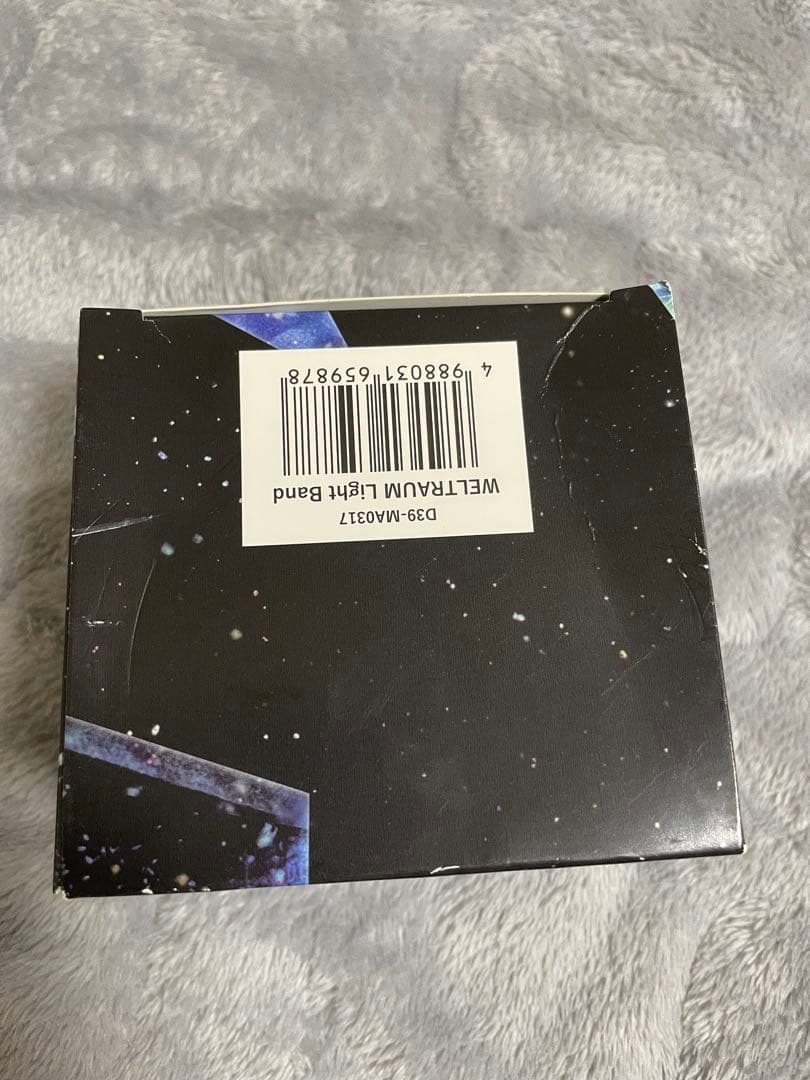 D39-MA0317
WELTRAUM Light Band
4 988031 659878